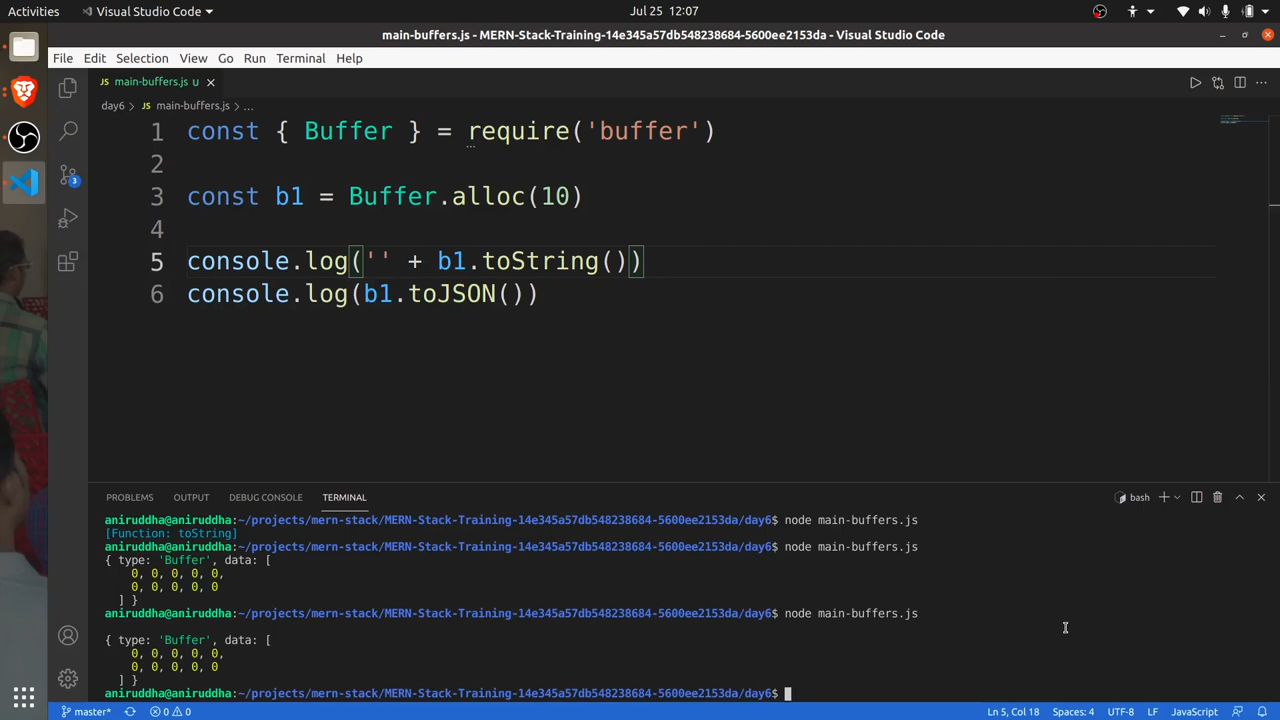 Activities
Visual Studio Code
Jul 25 12:07
main-buffers.js - MERN-Stack-Training-14e345a57db548238684-5600ee2153da - Visual Studio Code
File Edit Selection View Go Run Terminal Help
JS main-buffers.js U
day6 > JS main-buffers.js > ...
1 const { Buffer } = require('buffer')
2
3 const b1 = Buffer.alloc(10)
4
5 console.log('' + b1.toString())
6 console.log(b1.toJSON())
3
PROBLEMS OUTPUT DEBUG CONSOLE TERMINAL
bash
aniruddha@aniruddha:~/projects/mern-stack/MERN-Stack-Training-14e345a57db548238684-5600ee2153da/day6$ node main-buffers.js
[Function: toString]
aniruddha@aniruddha:~/projects/mern-stack/MERN-Stack-Training-14e345a57db548238684-5600ee2153da/day6$ node main-buffers.js
{ type: 'Buffer', data: [
0, 0, 0, 0, 0,
0, 0, 0, 0, 0
] }
aniruddha@aniruddha:~/projects/mern-stack/MERN-Stack-Training-14e345a57db548238684-5600ee2153da/day6$ node main-buffers.js
{ type: 'Buffer', data: [
0, 0, 0, 0, 0,
0, 0, 0, 0, 0
] }
aniruddha@aniruddha:~/projects/mern-stack/MERN-Stack-Training-14e345a57db548238684-5600ee2153da/day6$
master* 0 0 Ln 5, Col 18 Spaces: 4 UTF-8 LF JavaScript